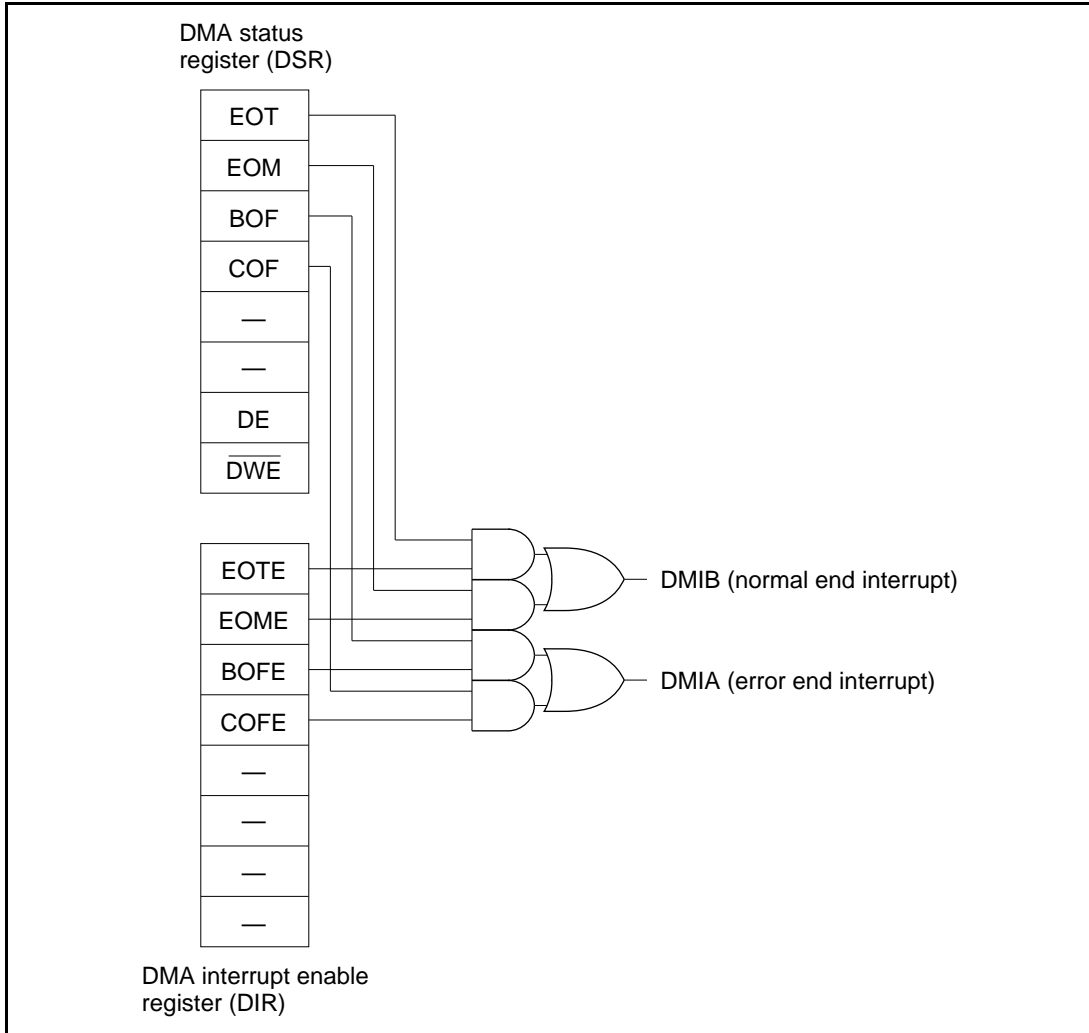 DMA status
register (DSR)
EOT
EOM
BOF
COF
—
—
DE
D̅W̅E̅
EOTE
EOME
BOFE
COFE
—
—
—
—
DMA interrupt enable
register (DIR)
DMIB (normal end interrupt)
DMIA (error end interrupt)